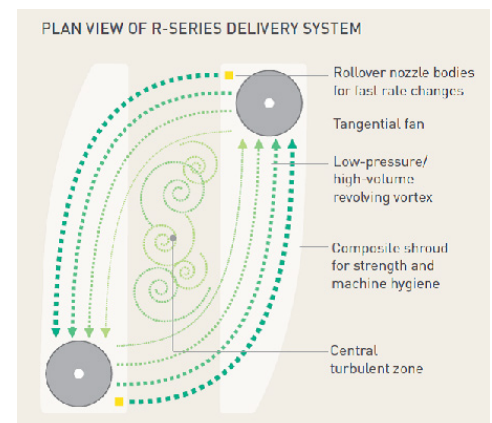 PLAN VIEW OF R-SERIES DELIVERY SYSTEM
Rollover nozzle bodies
for fast rate changes
Tangential fan
Low-pressure/
high-volume
revolving vortex
Composite shroud
for strength and
machine hygiene
Central
turbulent zone